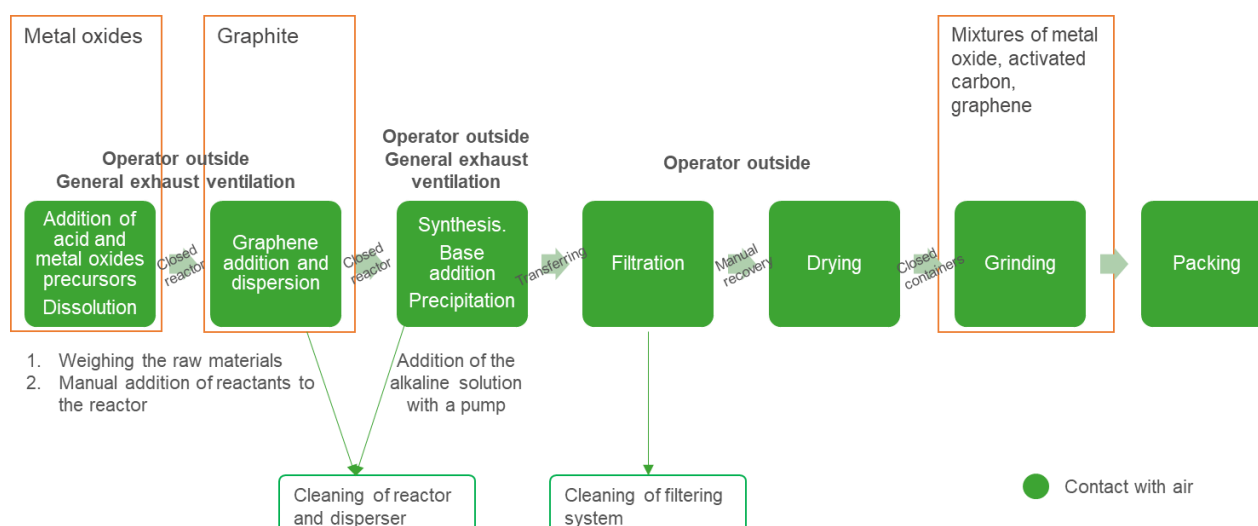 Metal oxides
Graphite
Mixtures of metal
oxide, activated
carbon,
graphene
Operator outside
General exhaust ventilation
Operator outside
General exhaust
ventilation
Operator outside
Addition of
acid and
metal oxides
precursors
Dissolution
Closed
reactor
Graphene
addition and
dispersion
Closed
reactor
Synthesis.
Base
addition
Precipitation
Transferring
Filtration
Manual
recovery
Drying
Closed
containers
Grinding
Packing
1. Weighing the raw materials
2. Manual addition of reactants to
the reactor
Addition of the
alkaline solution
with a pump
Cleaning of reactor
and disperser
Cleaning of filtering
system
Contact with air